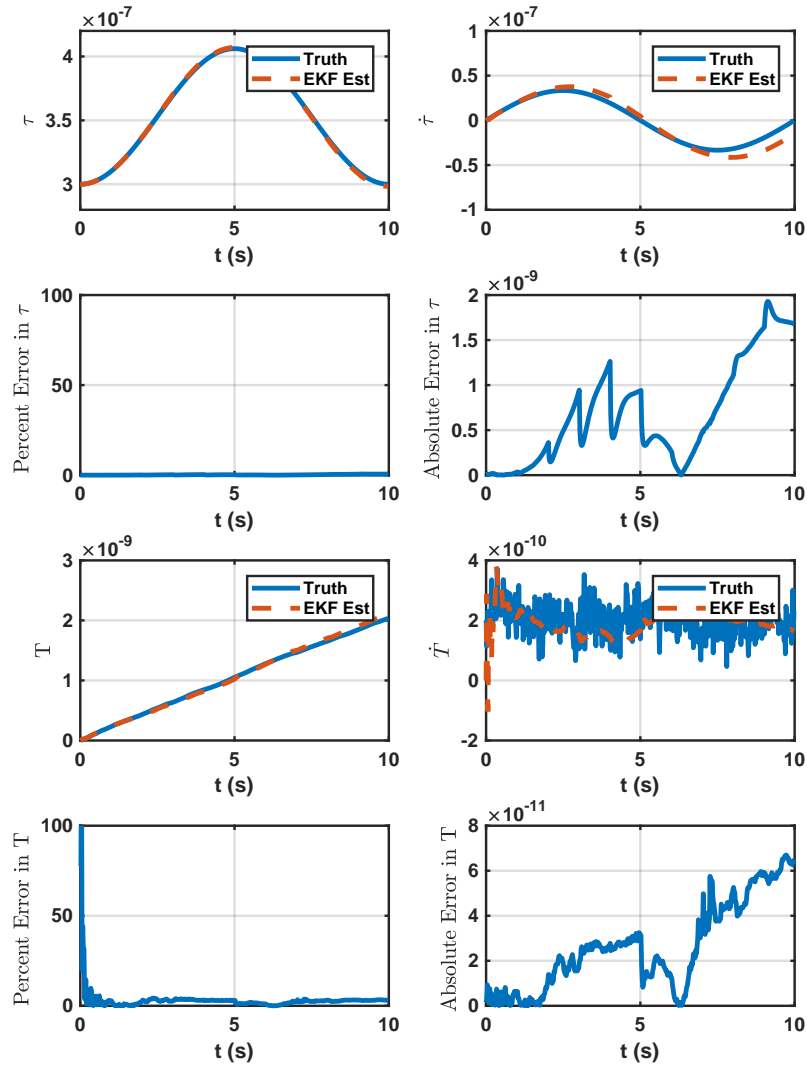 ×10⁻⁷
4
3.5
3
τ
Truth
EKF Est
0
5
10
t (s)
×10⁻⁷
1
0.5
0
-0.5
-1
τ̇
Truth
EKF Est
0
5
10
t (s)
100
50
0
Percent Error in τ
0
5
10
t (s)
×10⁻⁹
2
1.5
1
0.5
0
Absolute Error in τ
0
5
10
t (s)
×10⁻⁹
3
2
1
0
T
Truth
EKF Est
0
5
10
t (s)
×10⁻¹⁰
4
2
0
-2
Ṫ
Truth
EKF Est
0
5
10
t (s)
100
50
0
Percent Error in T
0
5
10
t (s)
×10⁻¹¹
8
6
4
2
0
Absolute Error in T
0
5
10
t (s)